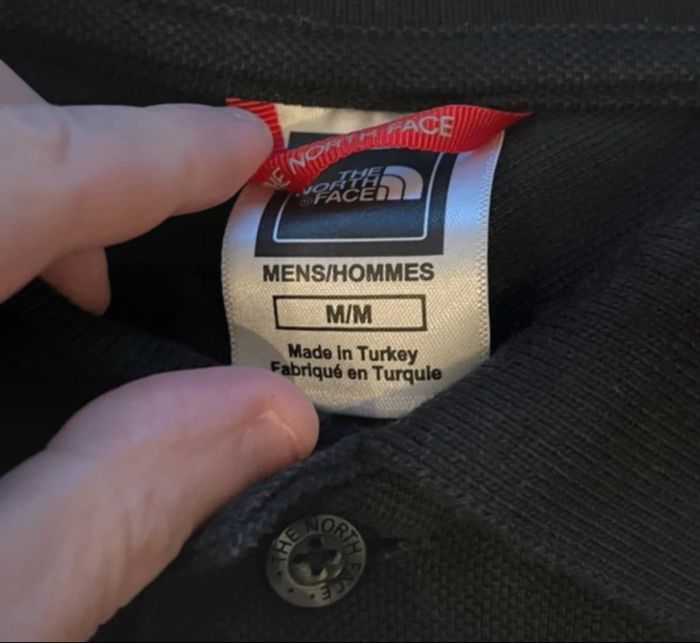 THE NORTH FACE
THE
NORTH
FACE
MENS/HOMMES
M/M
Made in Turkey
Fabriqué en Turquie
THE NORTH FACE